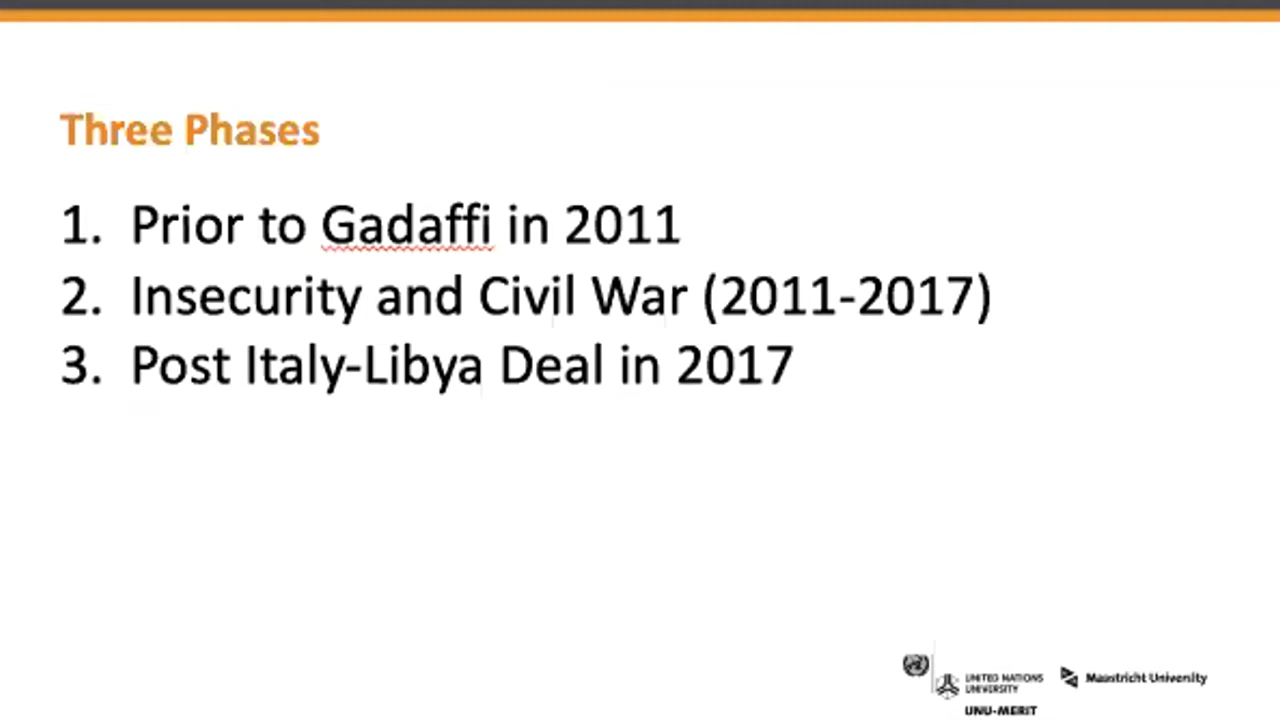 Three Phases
1. Prior to Gadaffi in 2011
2. Insecurity and Civil War (2011-2017)
3. Post Italy-Libya Deal in 2017
UNITED NATIONS
UNIVERSITY
UNU-MERIT
Maastricht University